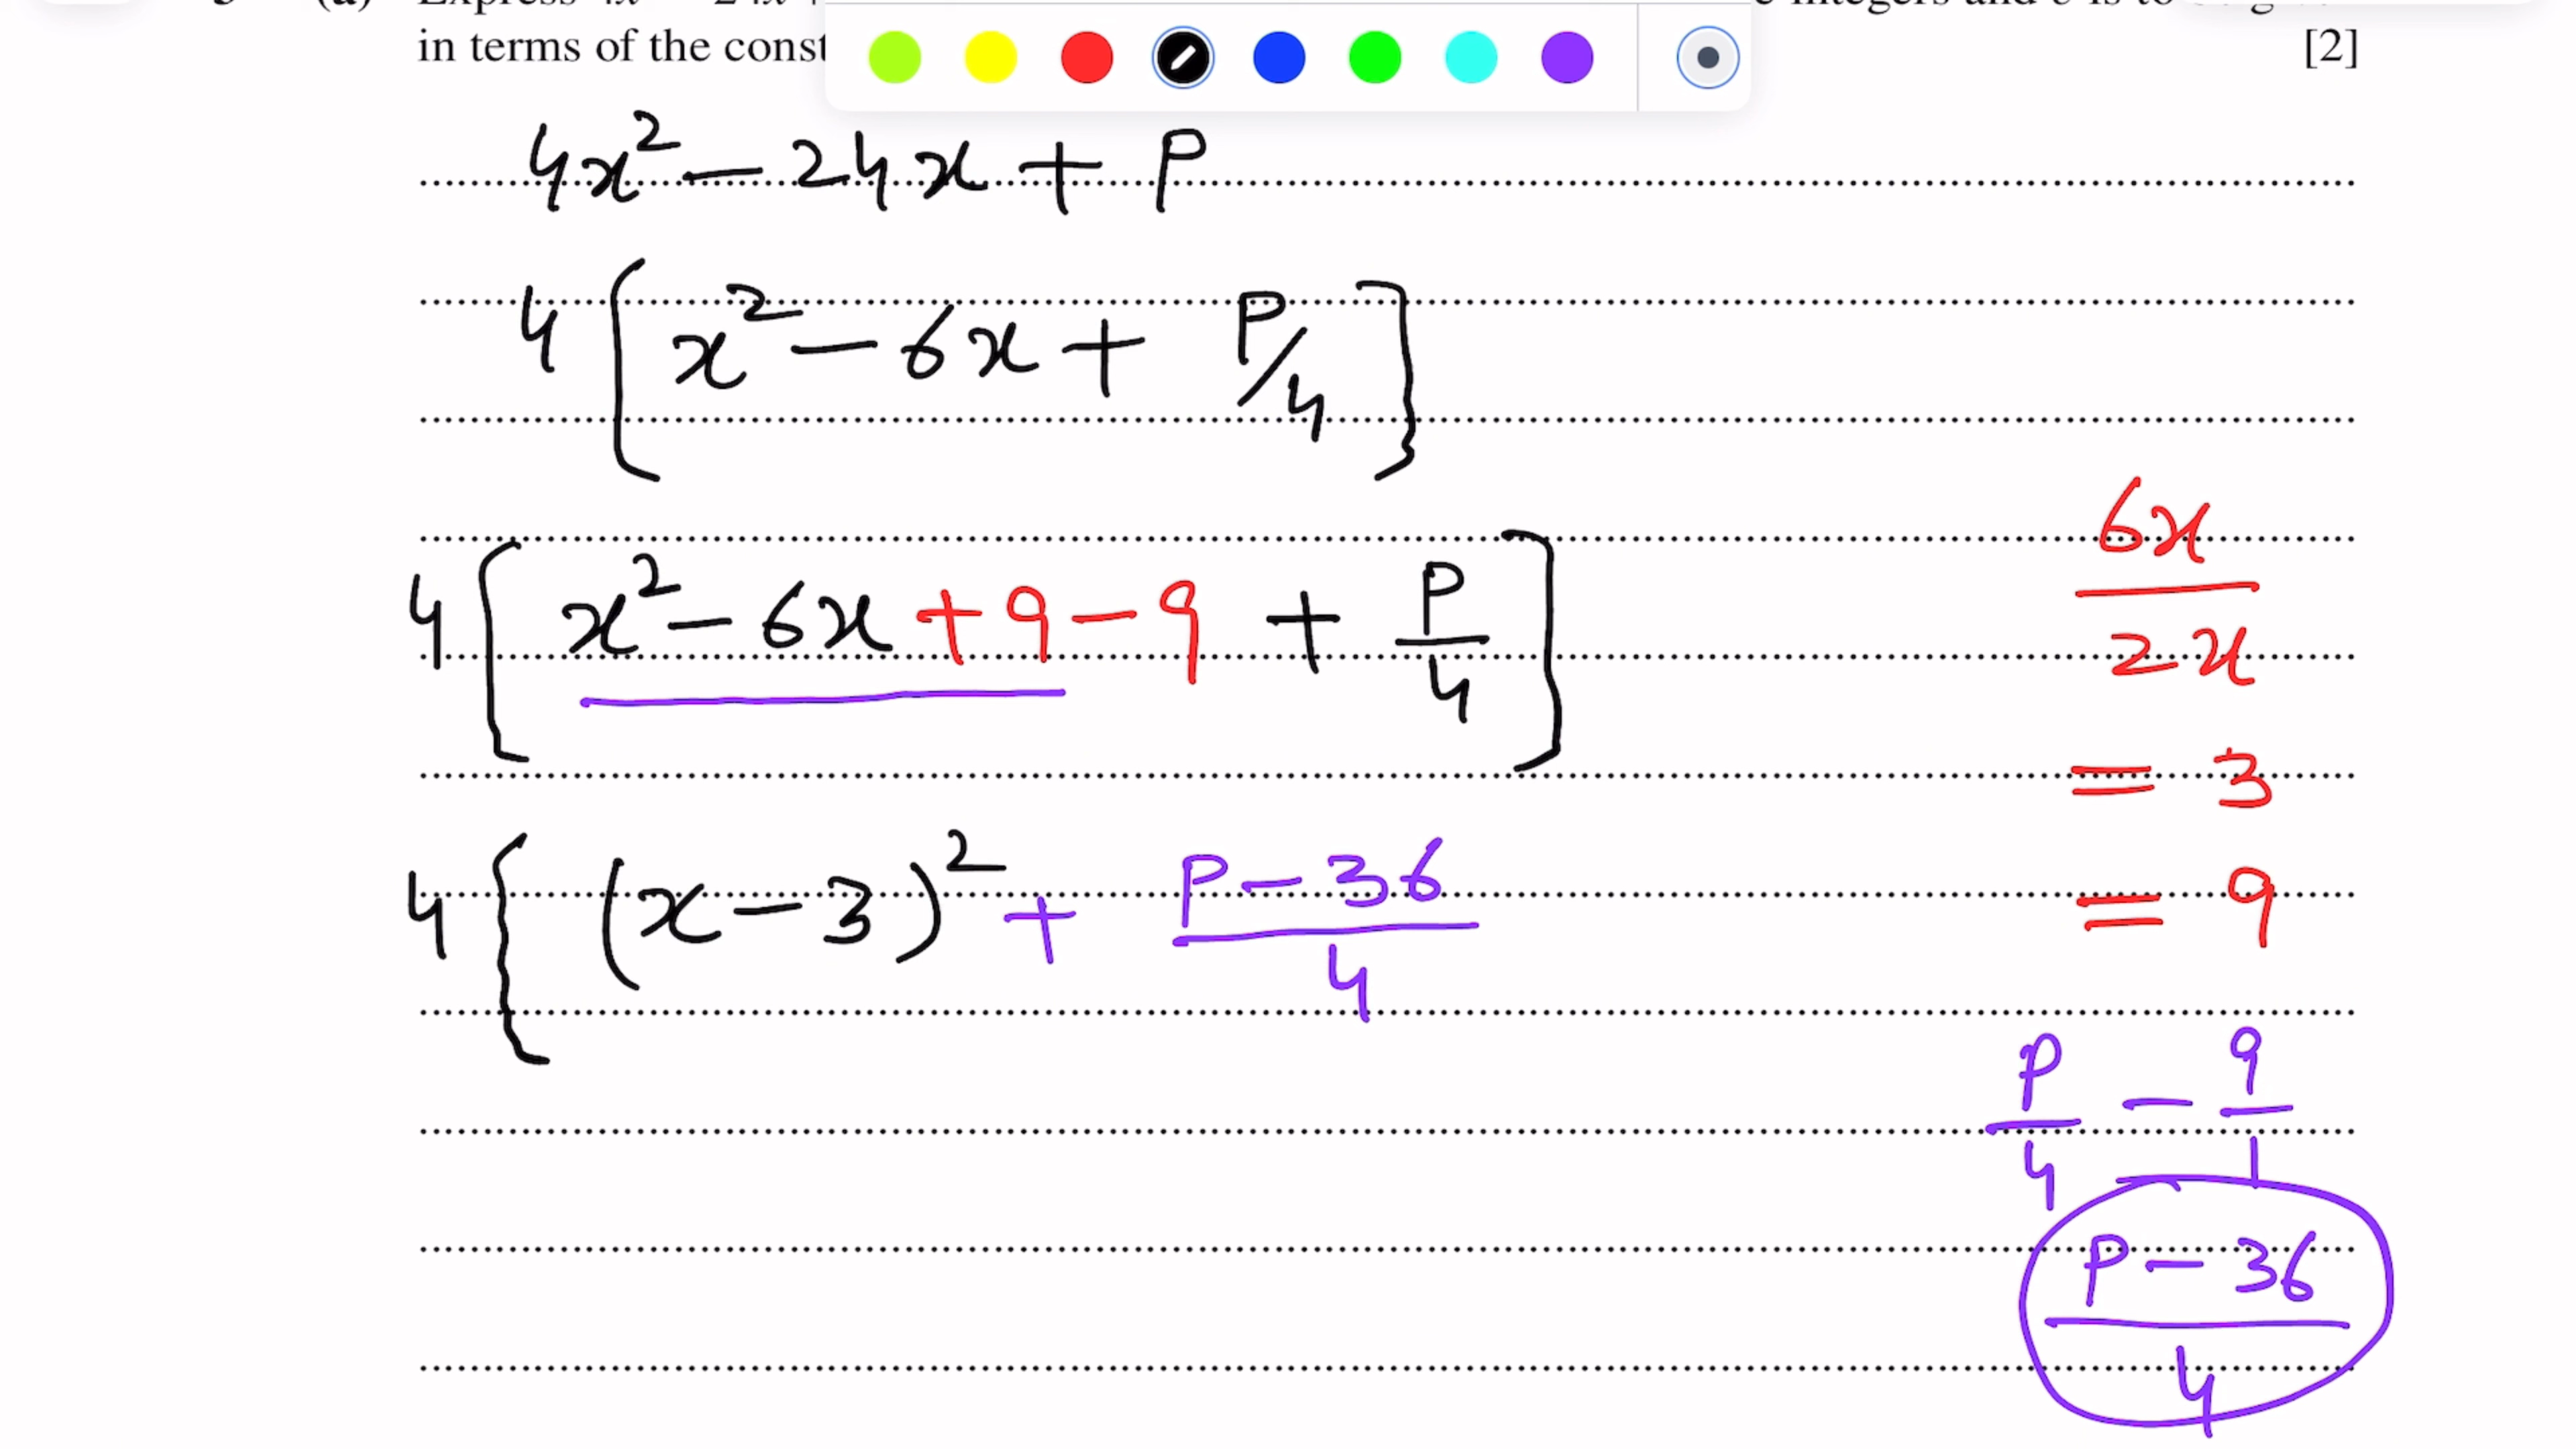 (a)
in terms of the const [2]
4x² − 24x + P
4[x² − 6x + P/4]
6x/2x
4[x² − 6x + 9 − 9 + P/4]
= 3
4{(x − 3)² + (P − 36)/4
= 9
P/4 − 9/1
(P − 36)/4